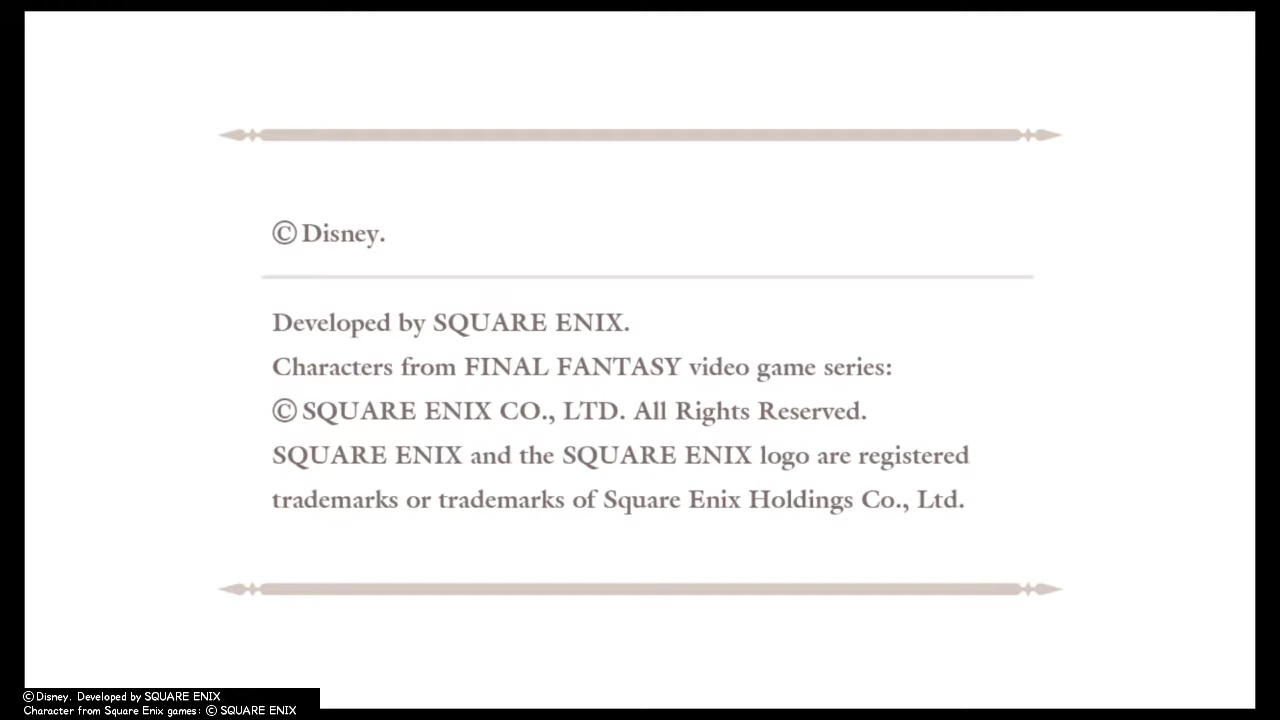 © Disney.
Developed by SQUARE ENIX.
Characters from FINAL FANTASY video game series:
© SQUARE ENIX CO., LTD. All Rights Reserved.
SQUARE ENIX and the SQUARE ENIX logo are registered
trademarks or trademarks of Square Enix Holdings Co., Ltd.
© Disney. Developed by SQUARE ENIX
Character from Square Enix games: © SQUARE ENIX